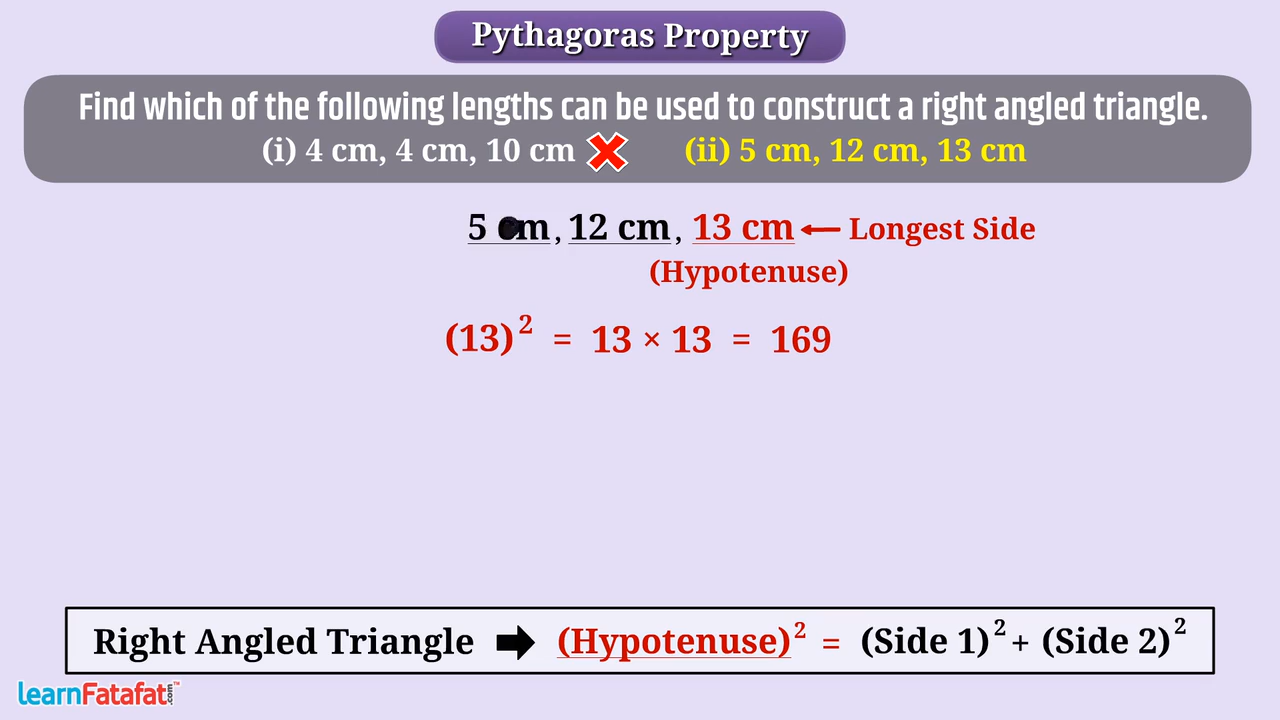 Pythagoras Property
Find which of the following lengths can be used to construct a right angled triangle.
(i) 4 cm, 4 cm, 10 cm (ii) 5 cm, 12 cm, 13 cm
5 cm, 12 cm, 13 cm ← Longest Side
(Hypotenuse)
(13)² = 13 × 13 = 169
Right Angled Triangle ➡ (Hypotenuse)² = (Side 1)² + (Side 2)²
learnFatafat.com™